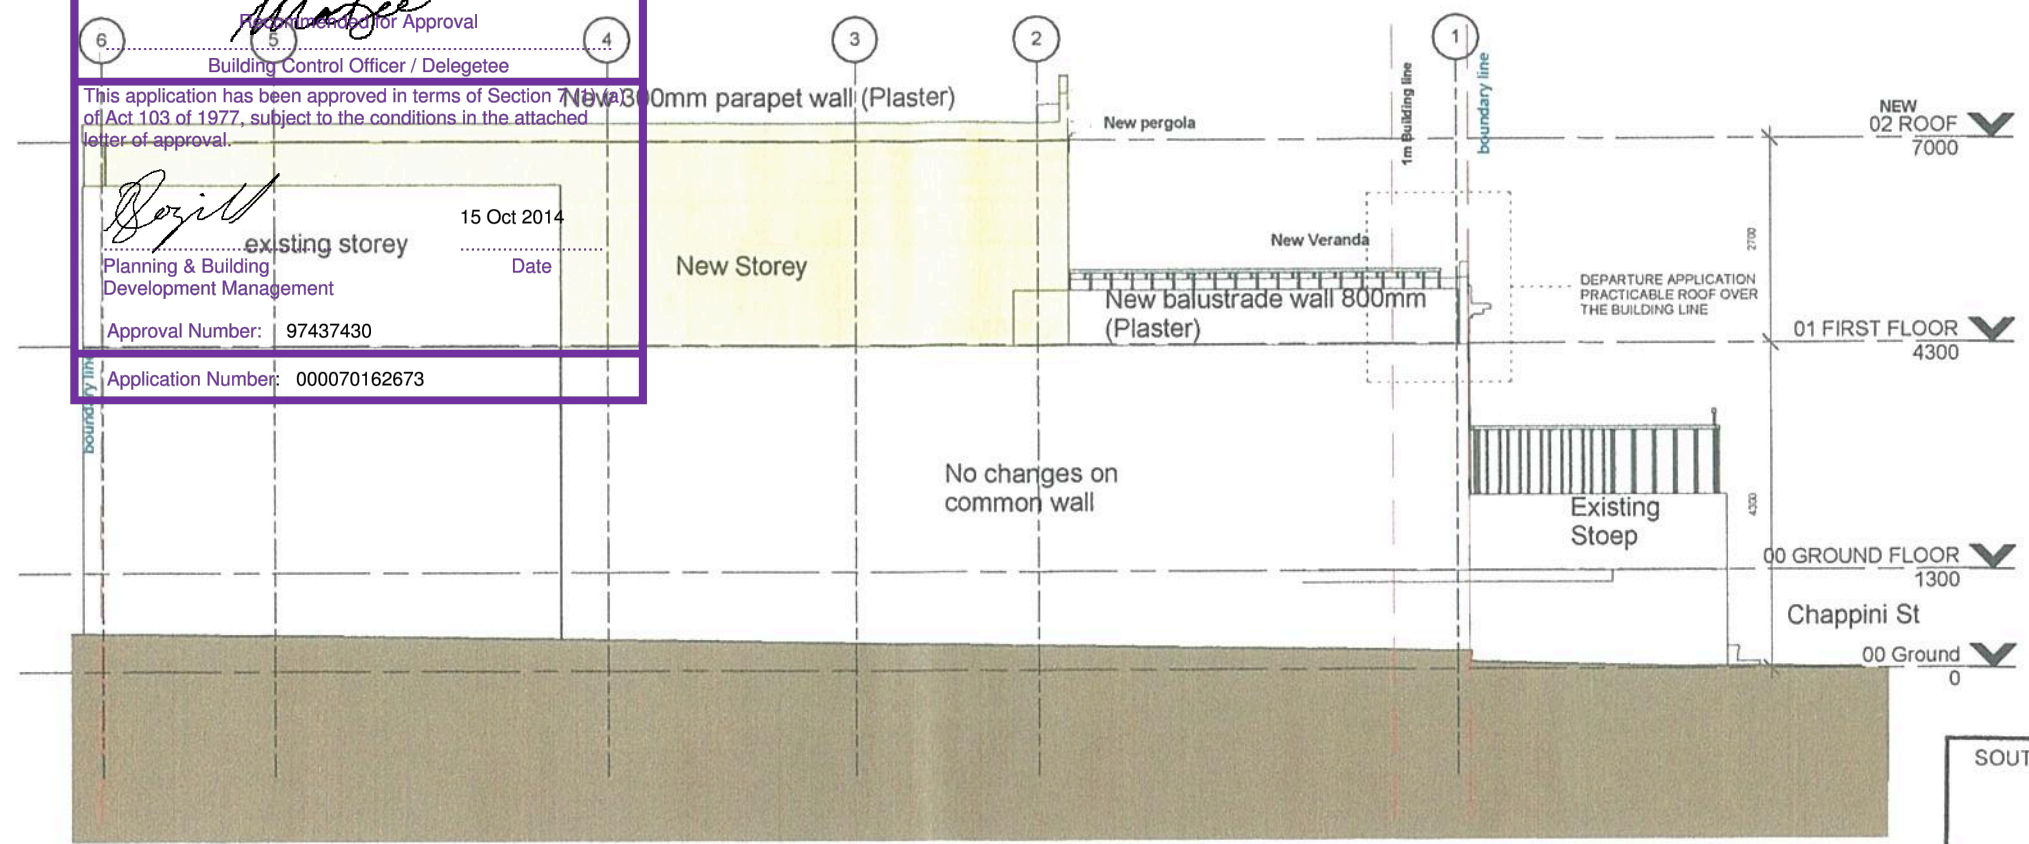 Recommended for Approval
6
5
4
3
2
1
Building Control Officer / Delegetee
This application has been approved in terms of Section 7 (1) (a)
of Act 103 of 1977, subject to the conditions in the attached
letter of approval.
New 300mm parapet wall (Plaster)
New pergola
1m Building line
boundary line
NEW
02 ROOF
7000
15 Oct 2014
existing storey
Planning & Building
Development Management
Date
Approval Number: 97437430
Application Number: 000070162673
boundary line
New Storey
New Veranda
New balustrade wall 800mm
(Plaster)
2700
DEPARTURE APPLICATION
PRACTICABLE ROOF OVER
THE BUILDING LINE
01 FIRST FLOOR
4300
No changes on
common wall
Existing
Stoep
4300
00 GROUND FLOOR
1300
Chappini St
00 Ground
0
SOUT